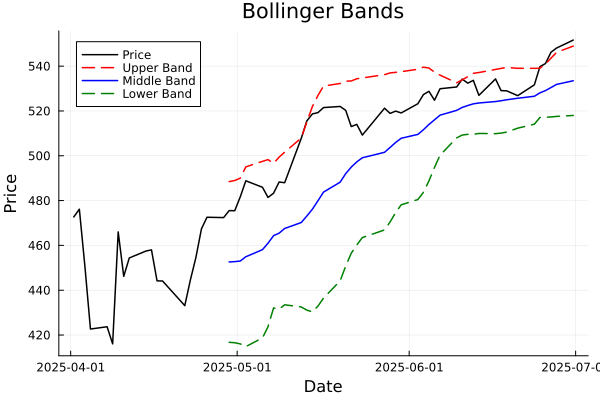 Bollinger Bands
Price
Upper Band
Middle Band
Lower Band
540
520
500
480
460
440
420
Price
2025-04-01
2025-05-01
2025-06-01
2025-07-0
Date